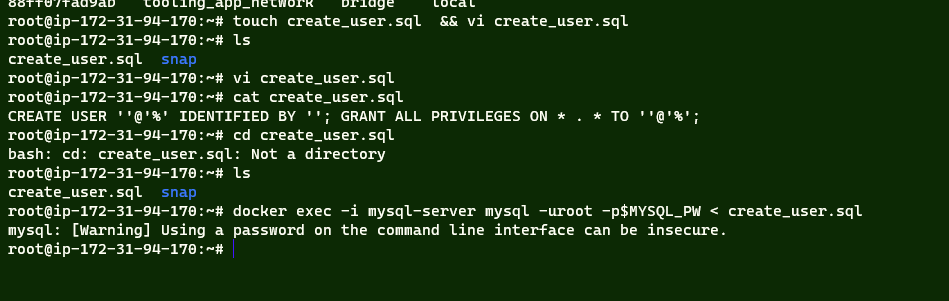 88ff07fad9ab   tooling_app_network   bridge    local
root@ip-172-31-94-170:~# touch create_user.sql  && vi create_user.sql
root@ip-172-31-94-170:~# ls
create_user.sql  snap
root@ip-172-31-94-170:~# vi create_user.sql
root@ip-172-31-94-170:~# cat create_user.sql
CREATE USER ''@'%' IDENTIFIED BY ''; GRANT ALL PRIVILEGES ON * . * TO ''@'%';
root@ip-172-31-94-170:~# cd create_user.sql
bash: cd: create_user.sql: Not a directory
root@ip-172-31-94-170:~# ls
create_user.sql  snap
root@ip-172-31-94-170:~# docker exec -i mysql-server mysql -uroot -p$MYSQL_PW < create_user.sql
mysql: [Warning] Using a password on the command line interface can be insecure.
root@ip-172-31-94-170:~#